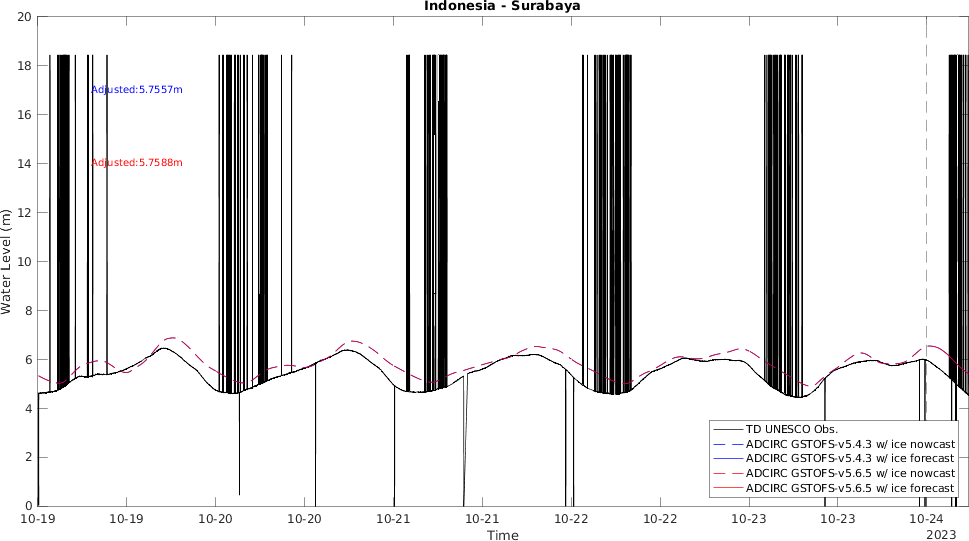 Indonesia - Surabaya
20
18
16
14
12
10
8
6
4
2
0
Water Level (m)
Adjusted:5.7557m
Adjusted:5.7588m
TD UNESCO Obs.
ADCIRC GSTOFS-v5.4.3 w/ ice nowcast
ADCIRC GSTOFS-v5.4.3 w/ ice forecast
ADCIRC GSTOFS-v5.6.5 w/ ice nowcast
ADCIRC GSTOFS-v5.6.5 w/ ice forecast
10-19 10-19 10-20 10-20 10-21 10-21 10-22 10-22 10-23 10-23 10-24
2023
Time